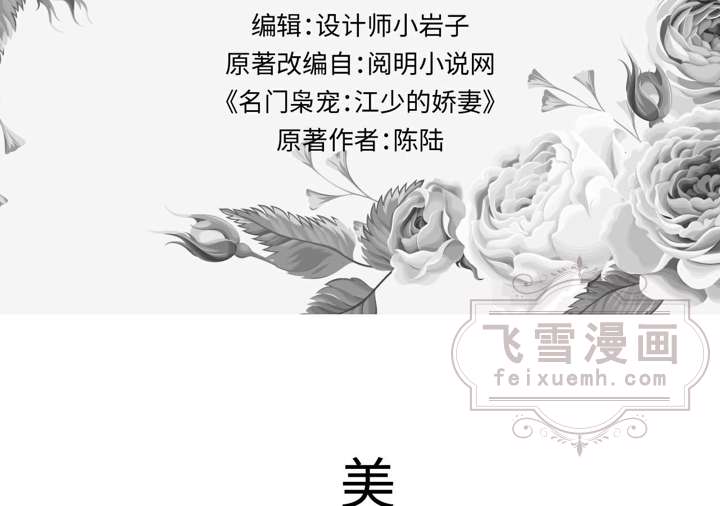 编辑：设计师小岩子
原著改编自：阅明小说网
《名门枭宠：江少的娇妻》
原著作者：陈陆
飞雪漫画
feixuemh.com
美